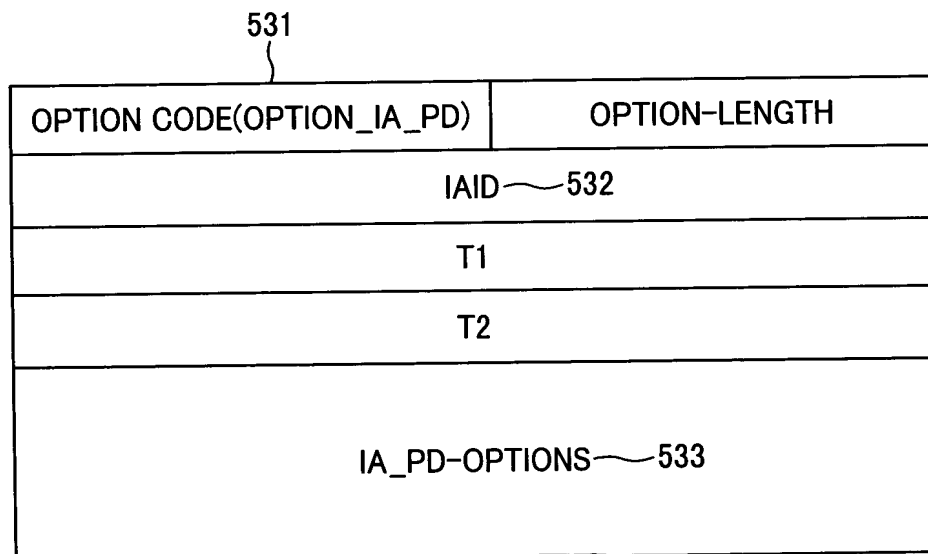 531
OPTION CODE(OPTION_IA_PD) OPTION-LENGTH
IAID 532
T1
T2
IA_PD-OPTIONS 533